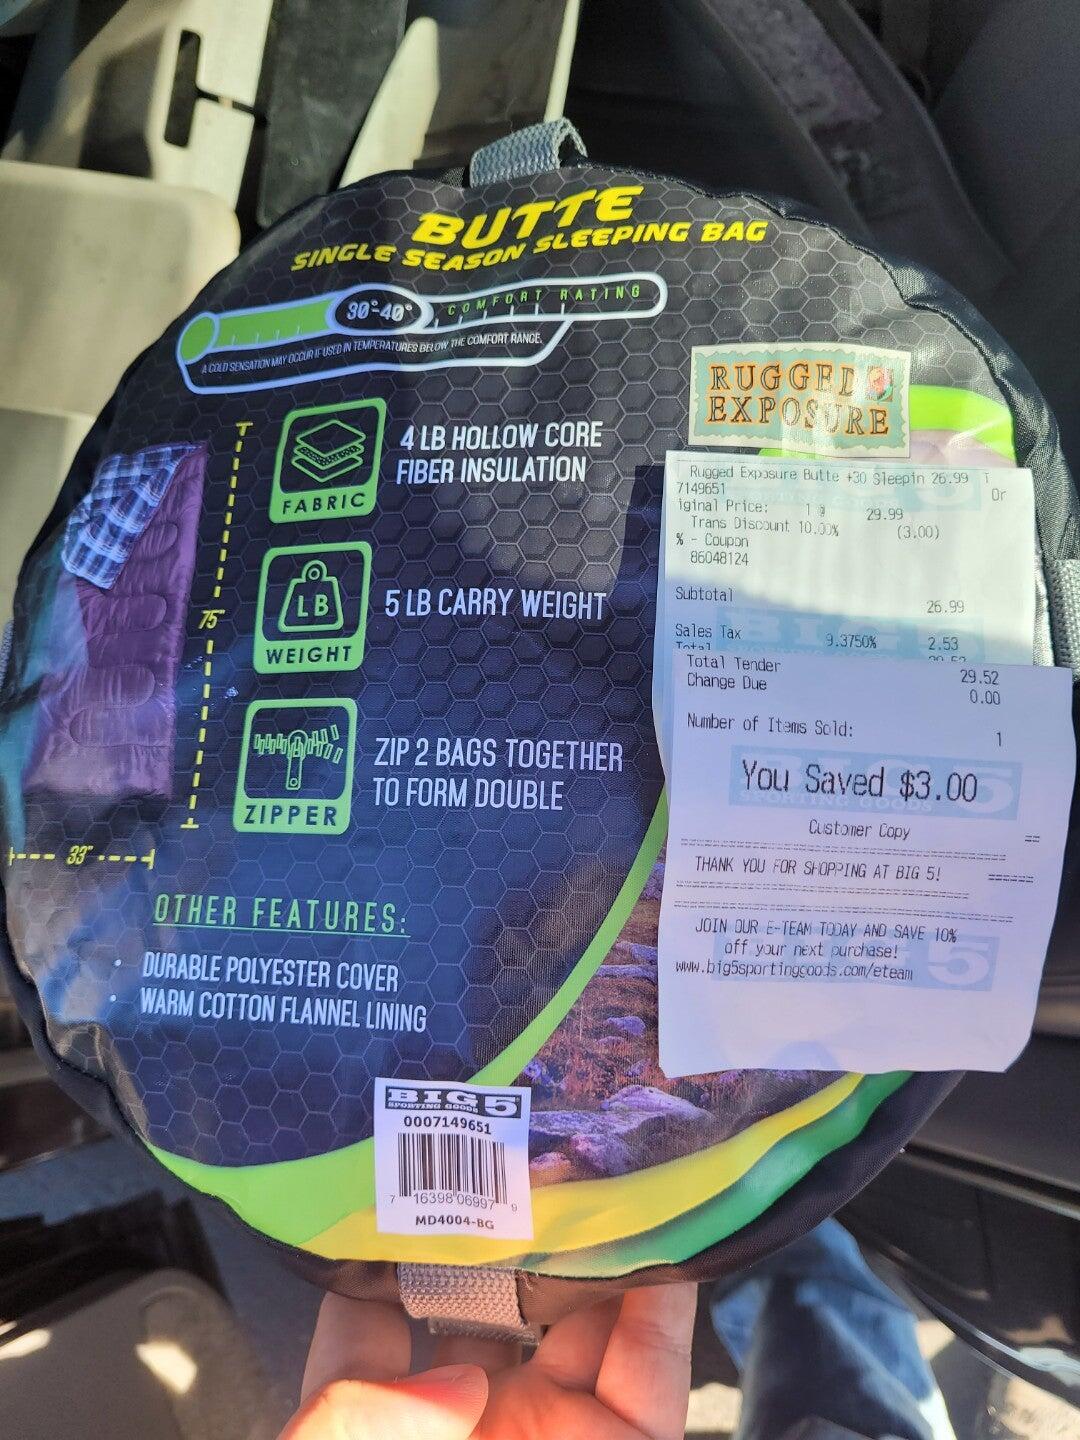 BUTTE
SINGLE SEASON SLEEPING BAG
30°-40°
COMFORT RATING
A COLD SENSATION MAY OCCUR IF USED IN TEMPERATURES BELOW THE COMFORT RANGE.
RUGGED
EXPOSURE
4 LB HOLLOW CORE
FIBER INSULATION
FABRIC
LB
WEIGHT
5 LB CARRY WEIGHT
75"
ZIPPER
ZIP 2 BAGS TOGETHER
TO FORM DOUBLE
33"
OTHER FEATURES:
• DURABLE POLYESTER COVER
• WARM COTTON FLANNEL LINING
BIG 5
SPORTING GOODS
0007149651
7 16398 06997 9
MD4004-BG
Rugged Exposure Butte +30 Sleepin 26.99 T
7149651 Or
iginal Price: 1 @ 29.99
Trans Discount 10.00% (3.00)
% - Coupon
86048124
Subtotal 26.99
Sales Tax 9.3750% 2.53
Total 29.52
Total Tender 29.52
Change Due 0.00
Number of Items Sold: 1
You Saved $3.00
Customer Copy
THANK YOU FOR SHOPPING AT BIG 5!
JOIN OUR E-TEAM TODAY AND SAVE 10%
off your next purchase!
www.big5sportinggoods.com/eteam